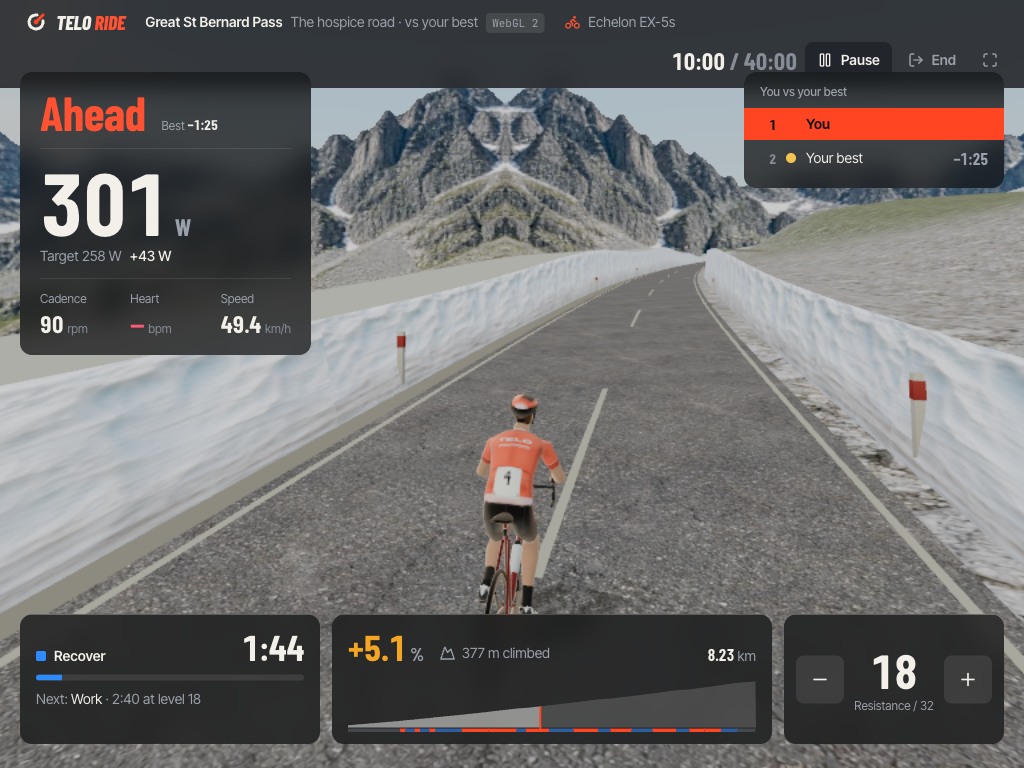 TELO RIDE Great St Bernard Pass The hospice road · vs your best WebGL 2 Echelon EX-5s
10:00 / 40:00 Pause End
Ahead Best −1:25
301 W
Target 258 W +43 W
Cadence Heart Speed
90 rpm — bpm 49.4 km/h
You vs your best
1 You
2 Your best −1:25
TELO
4
Recover 1:44
Next: Work · 2:40 at level 18
+5.1 % 377 m climbed 8.23 km
− 18 +
Resistance / 32